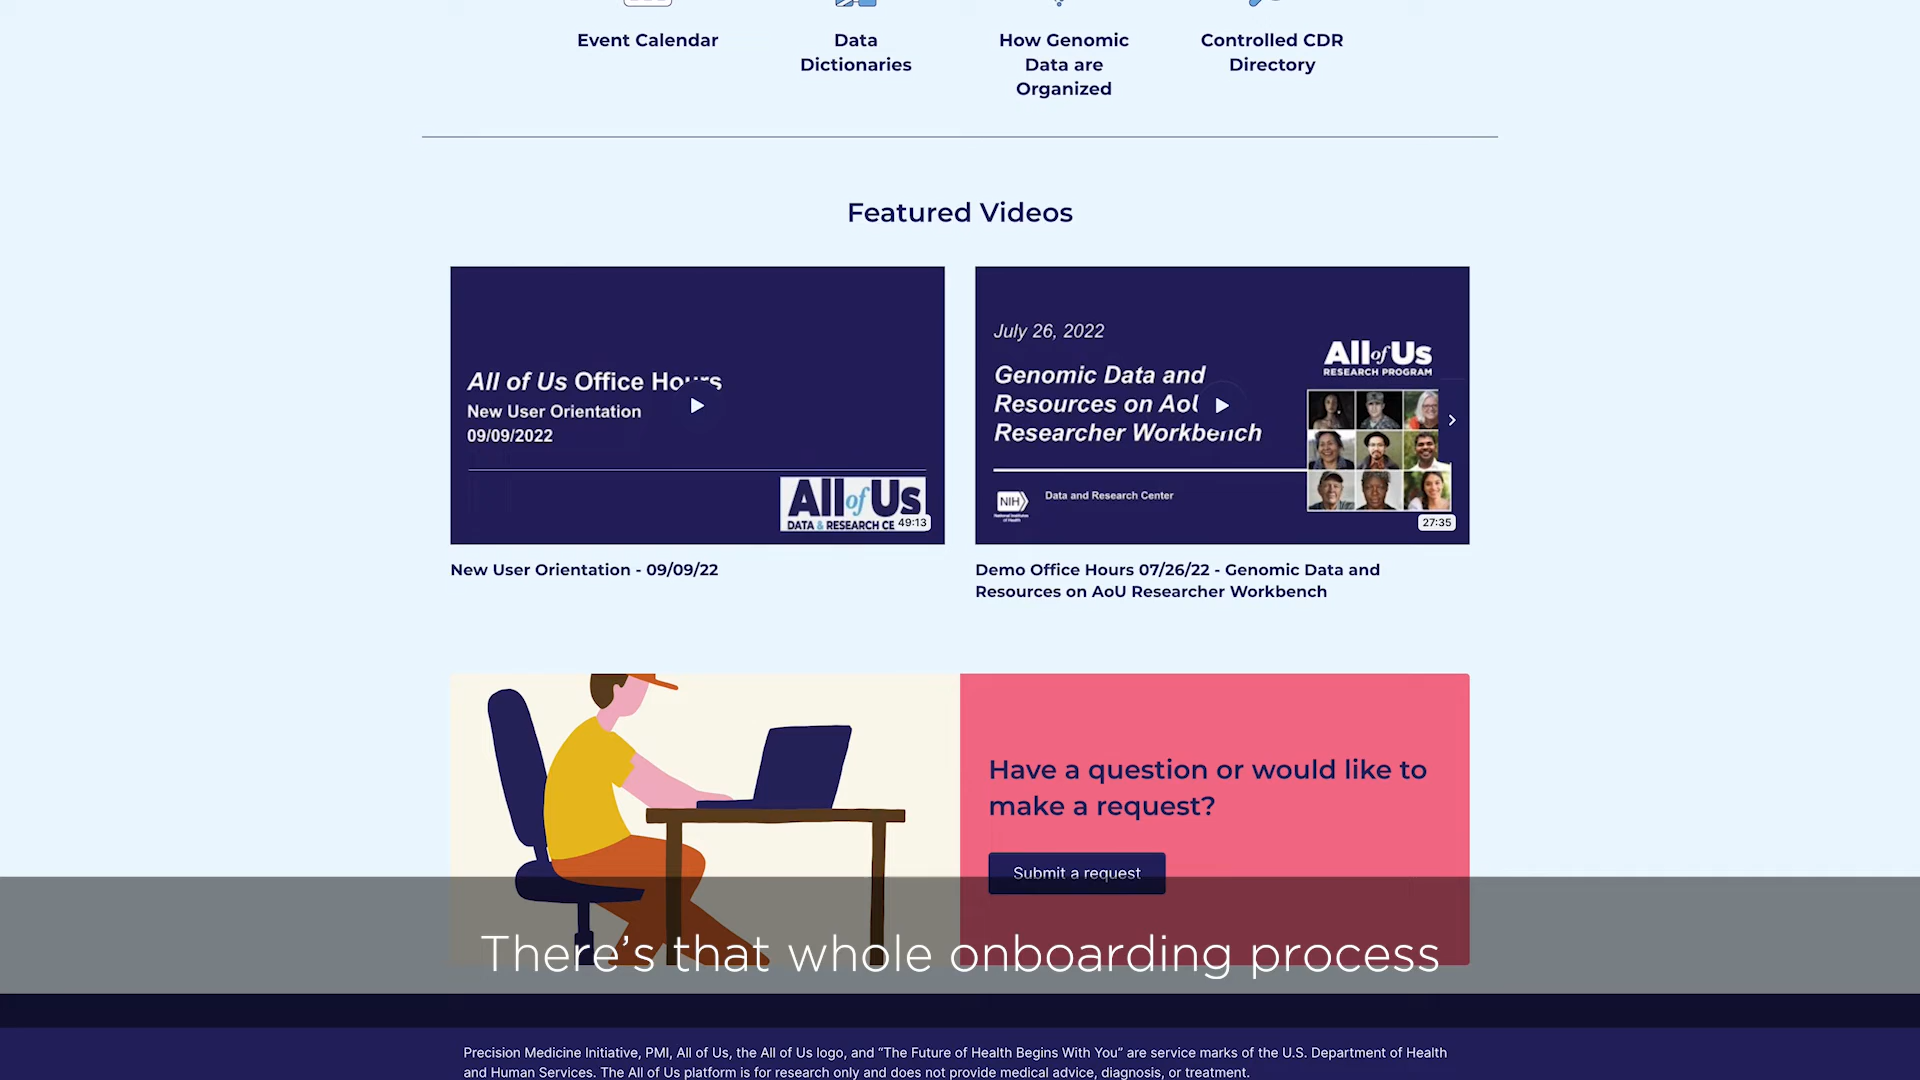 Event Calendar
Data
Dictionaries
How Genomic
Data are
Organized
Controlled CDR
Directory
Featured Videos
All of Us Office Hours
New User Orientation
09/09/2022
All of Us
DATA & RESEARCH CE
49:13
New User Orientation - 09/09/22
July 26, 2022
Genomic Data and
Resources on AoU
Researcher Workbench
All of Us
RESEARCH PROGRAM
NIH
National Institutes
of Health
Data and Research Center
27:35
Demo Office Hours 07/26/22 - Genomic Data and
Resources on AoU Researcher Workbench
Have a question or would like to
make a request?
Submit a request
There’s that whole onboarding process
Precision Medicine Initiative, PMI, All of Us, the All of Us logo, and “The Future of Health Begins With You” are service marks of the U.S. Department of Health
and Human Services. The All of Us platform is for research only and does not provide medical advice, diagnosis, or treatment.